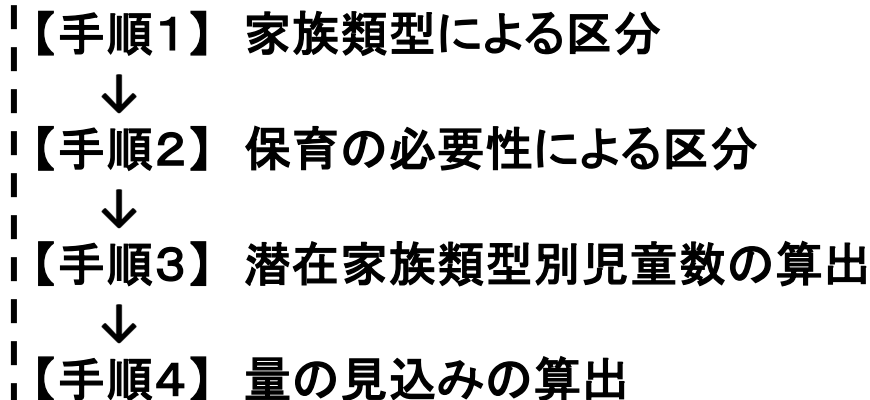 【手順1】 家族類型による区分
↓
【手順2】 保育の必要性による区分
↓
【手順3】 潜在家族類型別児童数の算出
↓
【手順4】 量の見込みの算出